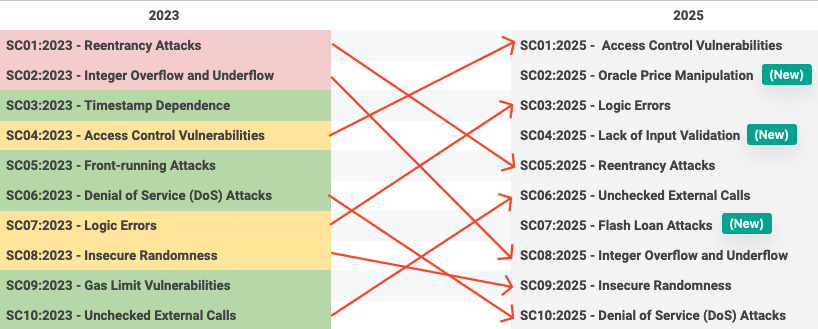 2023
2025
SC01:2023 - Reentrancy Attacks
SC02:2023 - Integer Overflow and Underflow
SC03:2023 - Timestamp Dependence
SC04:2023 - Access Control Vulnerabilities
SC05:2023 - Front-running Attacks
SC06:2023 - Denial of Service (DoS) Attacks
SC07:2023 - Logic Errors
SC08:2023 - Insecure Randomness
SC09:2023 - Gas Limit Vulnerabilities
SC10:2023 - Unchecked External Calls
SC01:2025 - Access Control Vulnerabilities
SC02:2025 - Oracle Price Manipulation (New)
SC03:2025 - Logic Errors
SC04:2025 - Lack of Input Validation (New)
SC05:2025 - Reentrancy Attacks
SC06:2025 - Unchecked External Calls
SC07:2025 - Flash Loan Attacks (New)
SC08:2025 - Integer Overflow and Underflow
SC09:2025 - Insecure Randomness
SC10:2025 - Denial of Service (DoS) Attacks